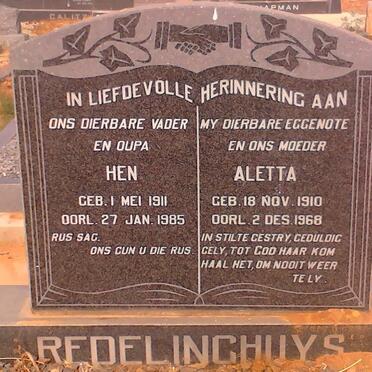 CALITZ
CHAPMAN
IN LIEFDEVOLLE HERINNERING AAN
ONS DIERBARE VADER
EN OUPA
HEN
GEB. 1 MEI 1911
OORL. 27 JAN. 1985
RUS SAG.
ONS GUN U DIE RUS.
MY DIERBARE EGGENOTE
EN ONS MOEDER
ALETTA
GEB. 18 NOV. 1910
OORL. 2 DES. 1968
IN STILTE GESTRY, GEDULDIG
GELY, TOT GOD HAAR KOM
HAAL HET, OM NOOIT WEER
TE LY.
REDELINGHUYS